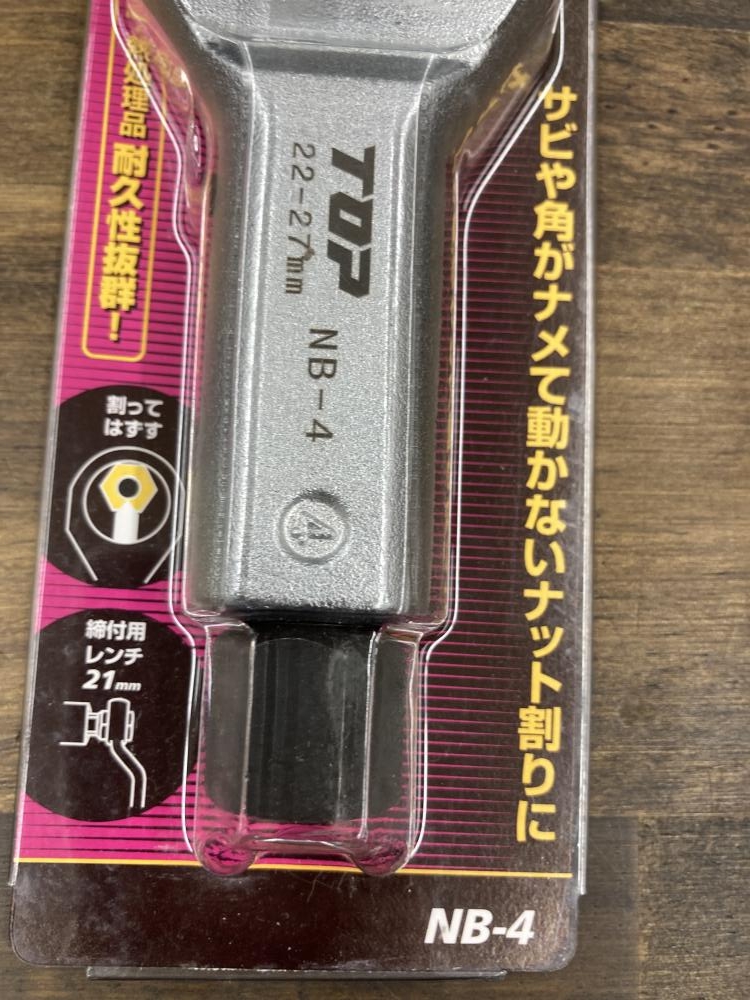 熱処理品 耐久性抜群!
サビや角がナメて動かないナット割りに
TOP
22-27mm
NB-4
4
割って
はずす
締付用
レンチ
21mm
NB-4